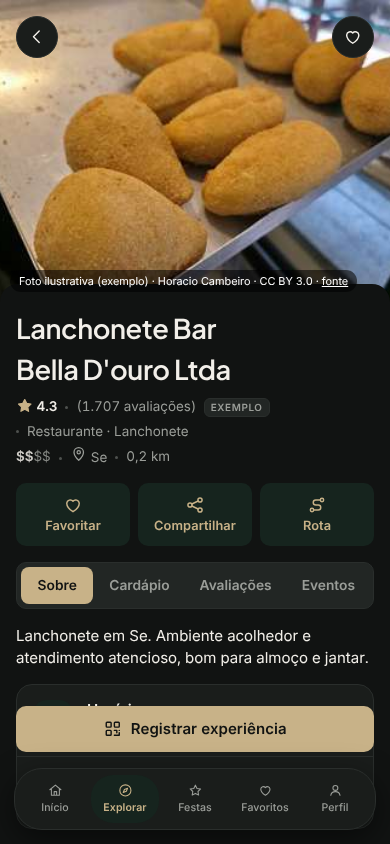 Foto ilustrativa (exemplo) · Horacio Cambeiro · CC BY 3.0 · fonte
Lanchonete Bar
Bella D'ouro Ltda
4.3 • (1.707 avaliações) EXEMPLO
• Restaurante · Lanchonete
$$$$ • Se • 0,2 km
Favoritar Compartilhar Rota
Sobre Cardápio Avaliações Eventos
Lanchonete em Se. Ambiente acolhedor e
atendimento atencioso, bom para almoço e jantar.
Registrar experiência
Início Explorar Festas Favoritos Perfil